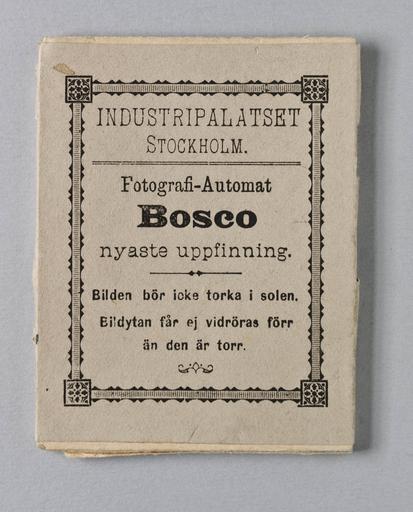 INDUSTRIPALATSET
STOCKHOLM.
Fotografi-Automat
Bosco
nyaste uppfinning.
Bilden bör icke torka i solen.
Bildytan får ej vidröras förr
än den är torr.